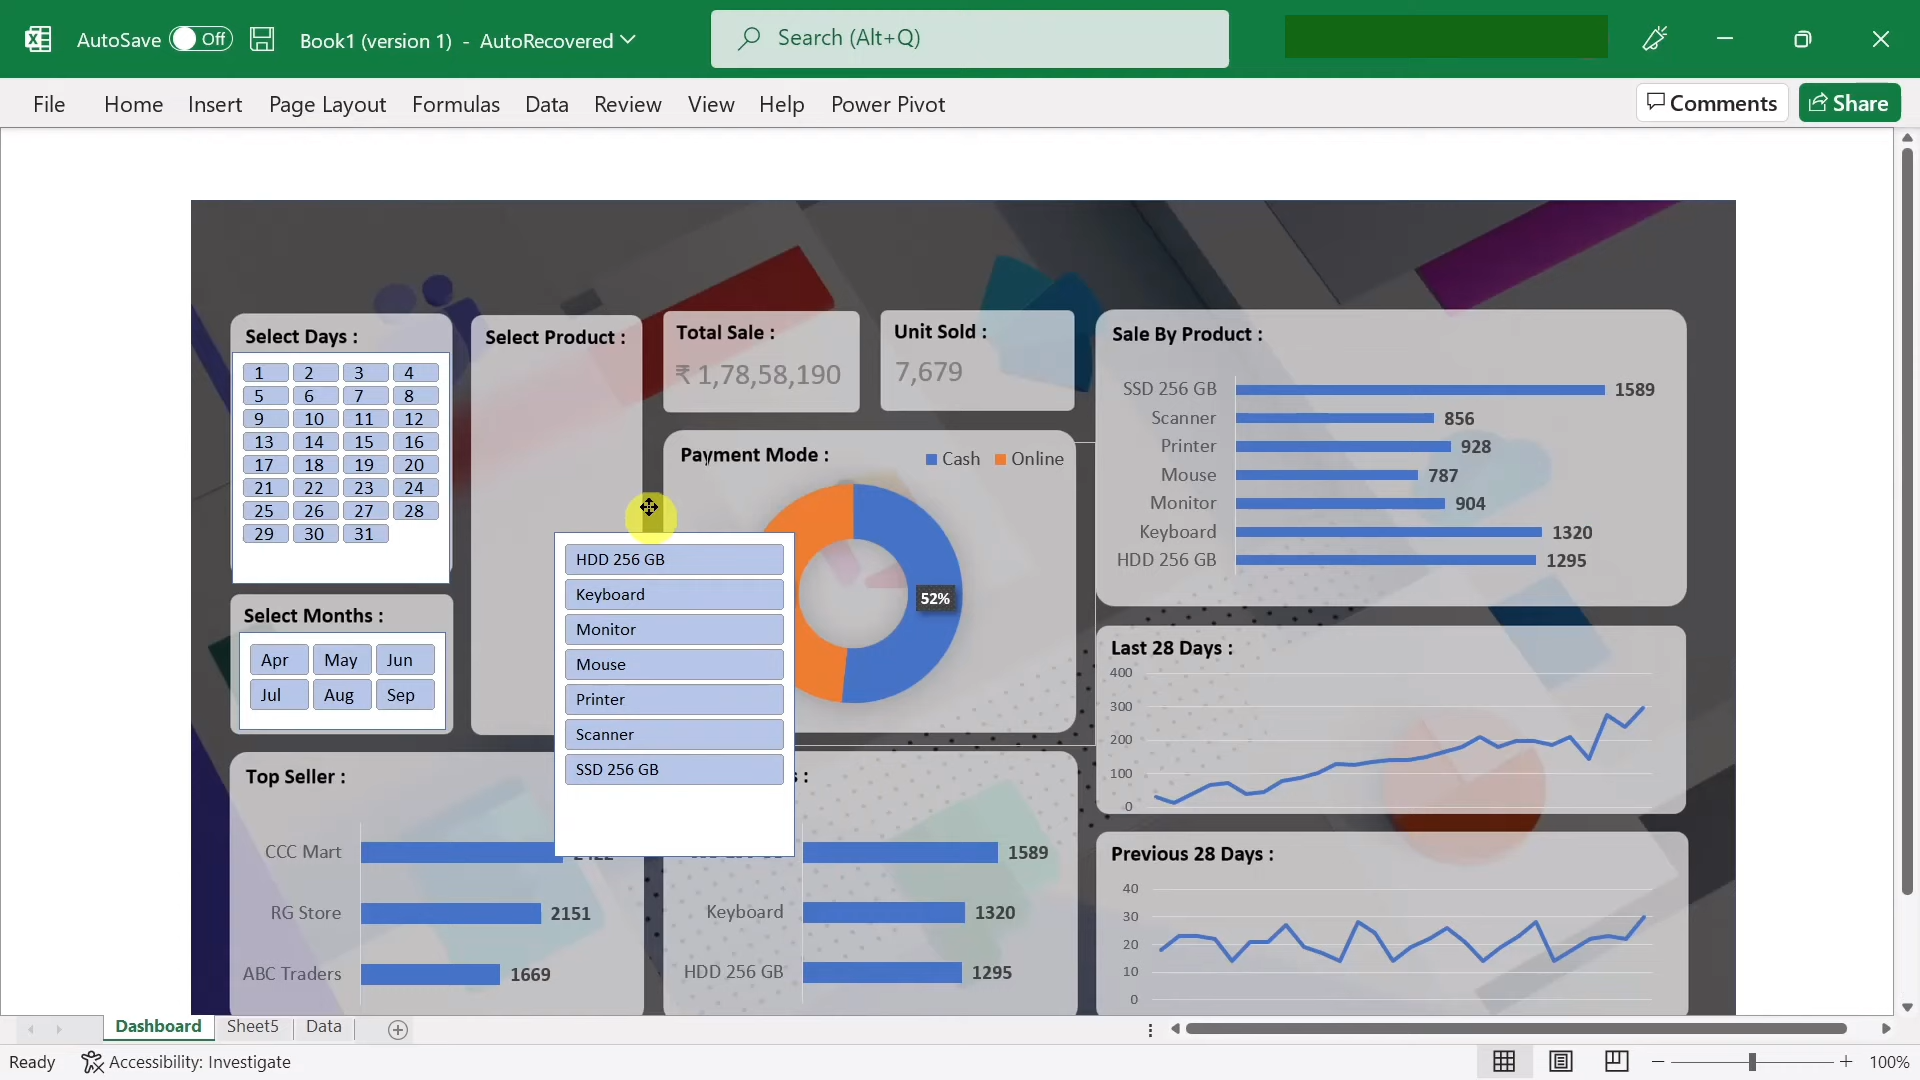 AutoSave Off Book1 (version 1) - AutoRecovered Search (Alt+Q)
File Home Insert Page Layout Formulas Data Review View Help Power Pivot Comments Share
Select Days :
1 2 3 4
5 6 7 8
9 10 11 12
13 14 15 16
17 18 19 20
21 22 23 24
25 26 27 28
29 30 31
Select Months :
Apr May Jun
Jul Aug Sep
Select Product :
HDD 256 GB
Keyboard
Monitor
Mouse
Printer
Scanner
SSD 256 GB
Total Sale :
₹ 1,78,58,190
Unit Sold :
7,679
Payment Mode :
Cash Online
52%
Sale By Product :
SSD 256 GB 1589
Scanner 856
Printer 928
Mouse 787
Monitor 904
Keyboard 1320
HDD 256 GB 1295
Last 28 Days :
400
300
200
100
0
Previous 28 Days :
40
30
20
10
0
Top Seller :
CCC Mart
RG Store 2151
ABC Traders 1669
:
1589
Keyboard 1320
HDD 256 GB 1295
Dashboard Sheet5 Data
Ready Accessibility: Investigate 100%